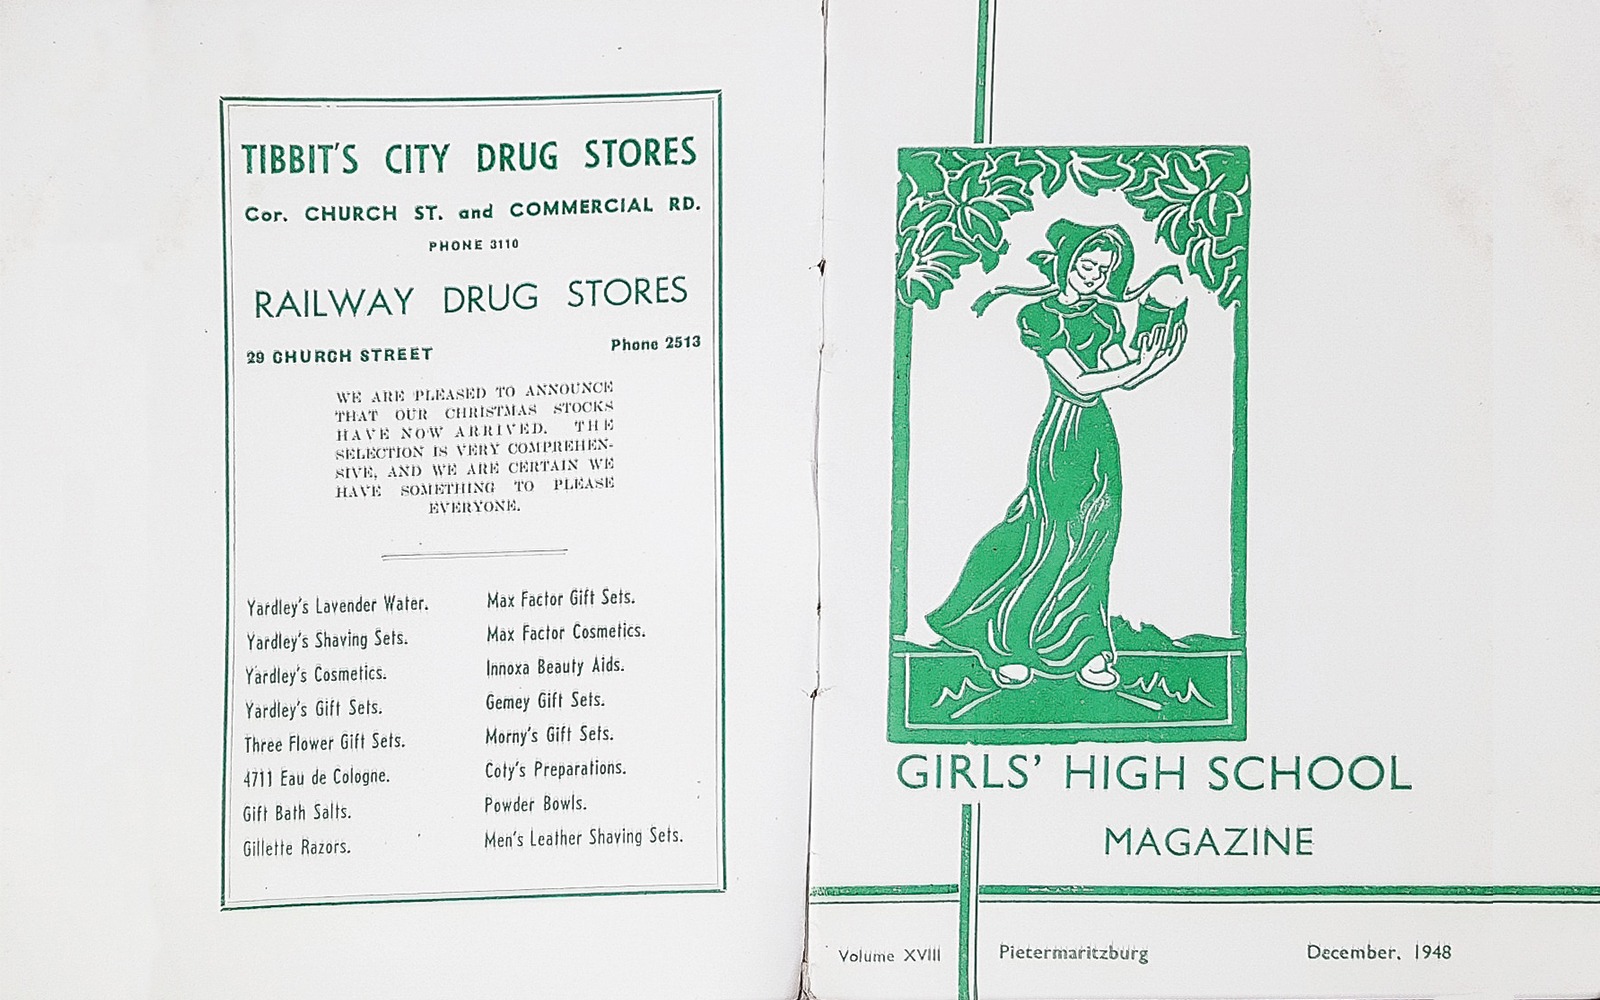 TIBBIT'S CITY DRUG STORES
Cor. CHURCH ST. and COMMERCIAL RD.
PHONE 3110
RAILWAY DRUG STORES
29 CHURCH STREET Phone 2513
WE ARE PLEASED TO ANNOUNCE
THAT OUR CHRISTMAS STOCKS
HAVE NOW ARRIVED. THE
SELECTION IS VERY COMPREHEN-
SIVE, AND WE ARE CERTAIN WE
HAVE SOMETHING TO PLEASE
EVERYONE.
Yardley's Lavender Water.
Yardley's Shaving Sets.
Yardley's Cosmetics.
Yardley's Gift Sets.
Three Flower Gift Sets.
4711 Eau de Cologne.
Gift Bath Salts.
Gillette Razors.
Max Factor Gift Sets.
Max Factor Cosmetics.
Innoxa Beauty Aids.
Gemey Gift Sets.
Morny's Gift Sets.
Coty's Preparations.
Powder Bowls.
Men's Leather Shaving Sets.
GIRLS' HIGH SCHOOL
MAGAZINE
Volume XVIII Pietermaritzburg December, 1948